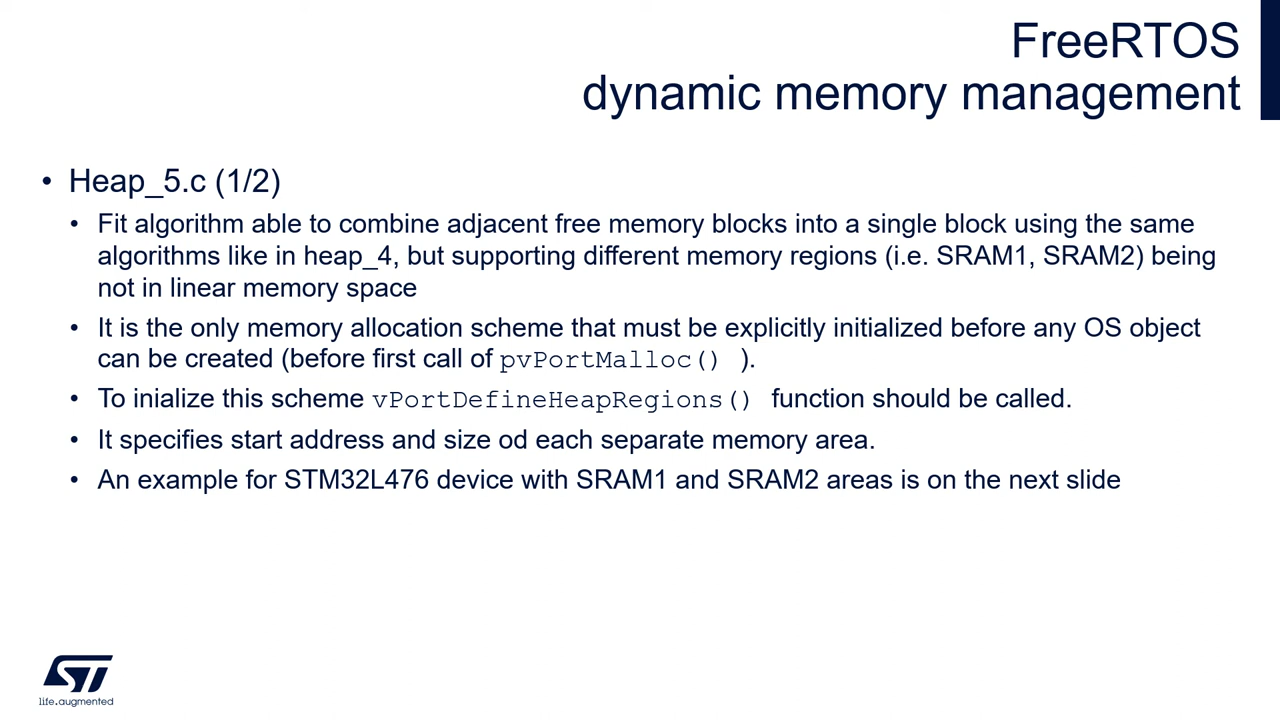 FreeRTOS
dynamic memory management
• Heap_5.c (1/2)
• Fit algorithm able to combine adjacent free memory blocks into a single block using the same
algorithms like in heap_4, but supporting different memory regions (i.e. SRAM1, SRAM2) being
not in linear memory space
• It is the only memory allocation scheme that must be explicitly initialized before any OS object
can be created (before first call of pvPortMalloc() ).
• To inialize this scheme vPortDefineHeapRegions() function should be called.
• It specifies start address and size od each separate memory area.
• An example for STM32L476 device with SRAM1 and SRAM2 areas is on the next slide
ST
life.augmented